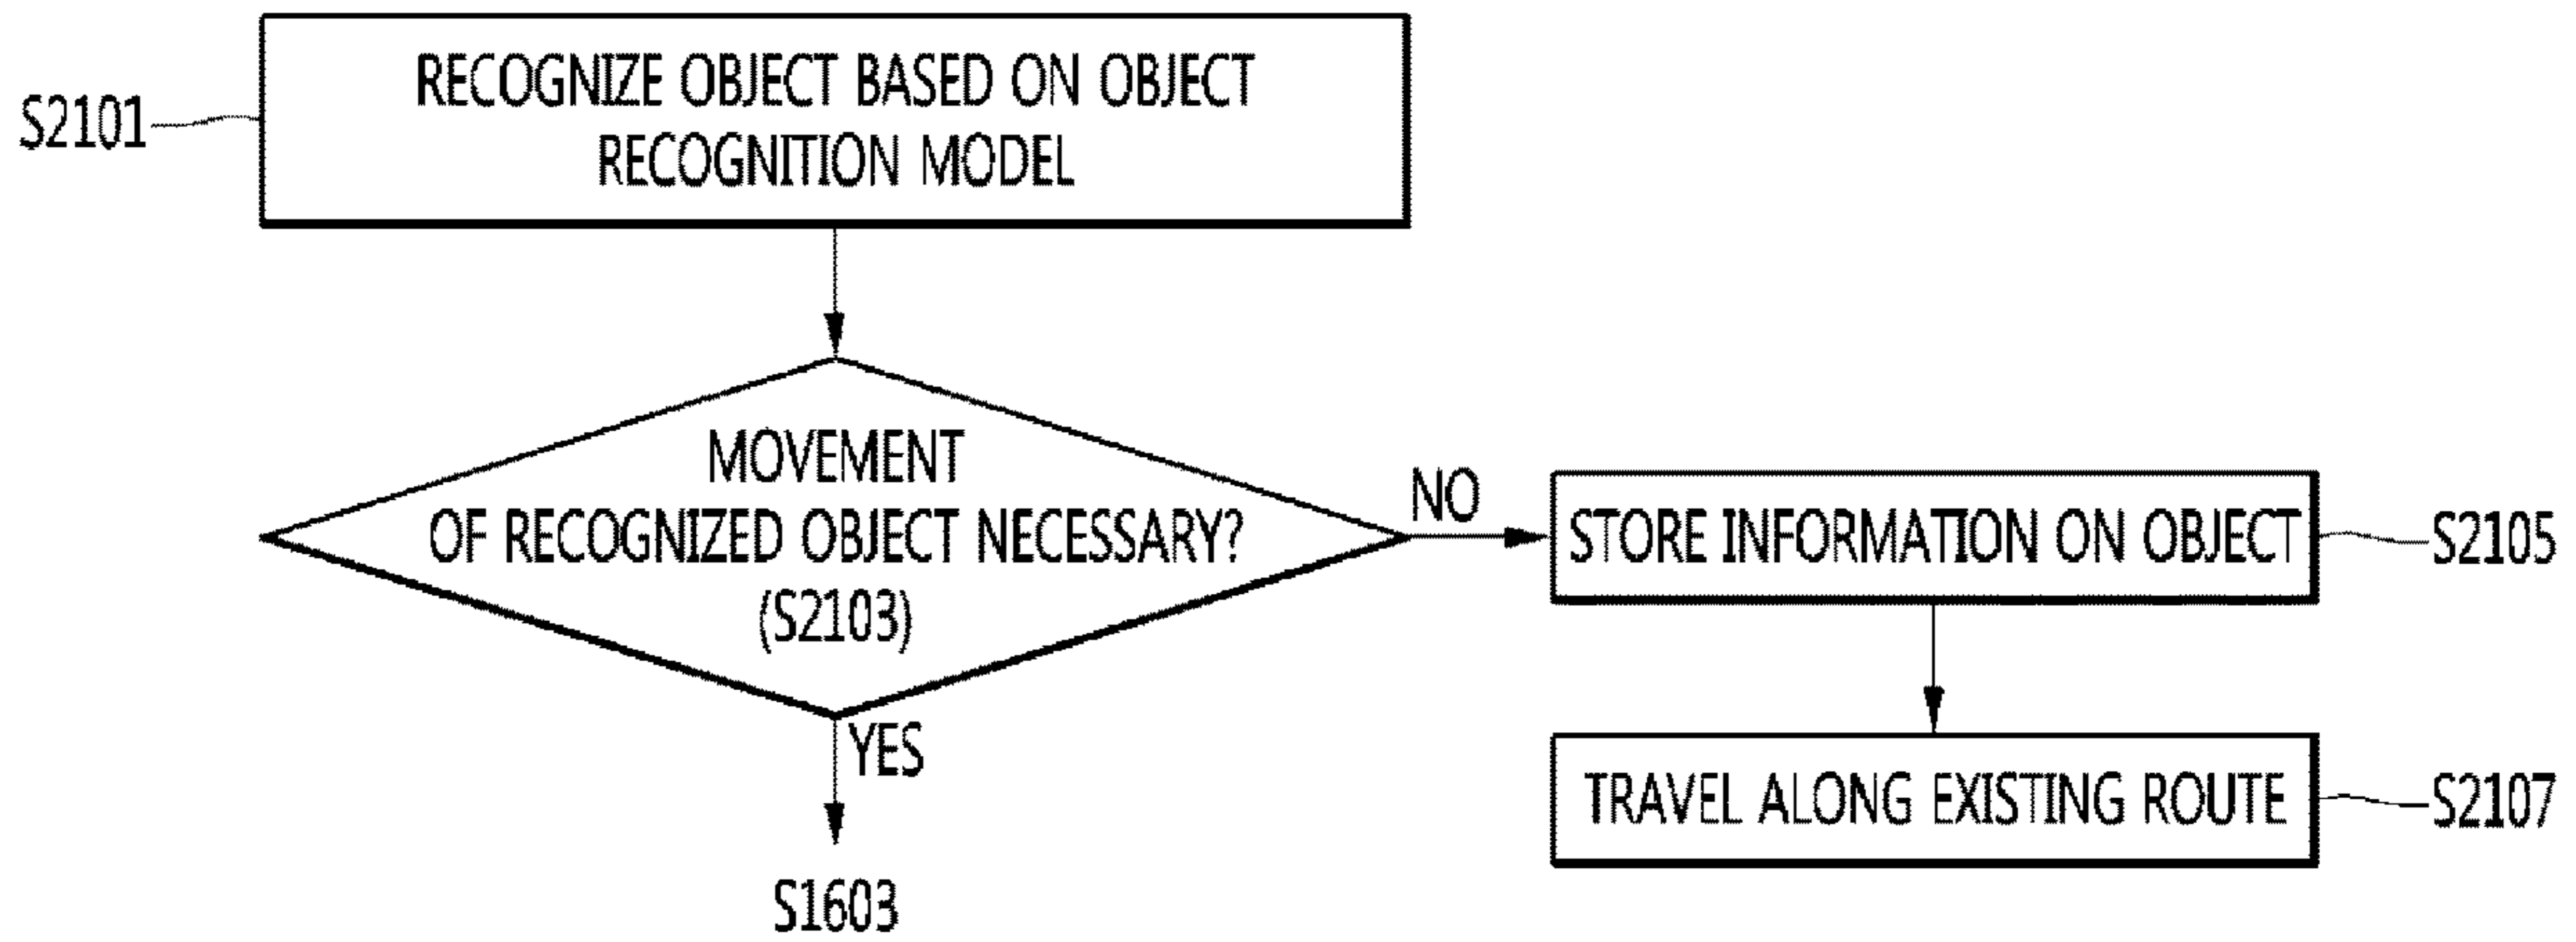 S2101
RECOGNIZE OBJECT BASED ON OBJECT
RECOGNITION MODEL
MOVEMENT
OF RECOGNIZED OBJECT NECESSARY?
(S2103)
NO
STORE INFORMATION ON OBJECT
S2105
YES
TRAVEL ALONG EXISTING ROUTE
S2107
S1603